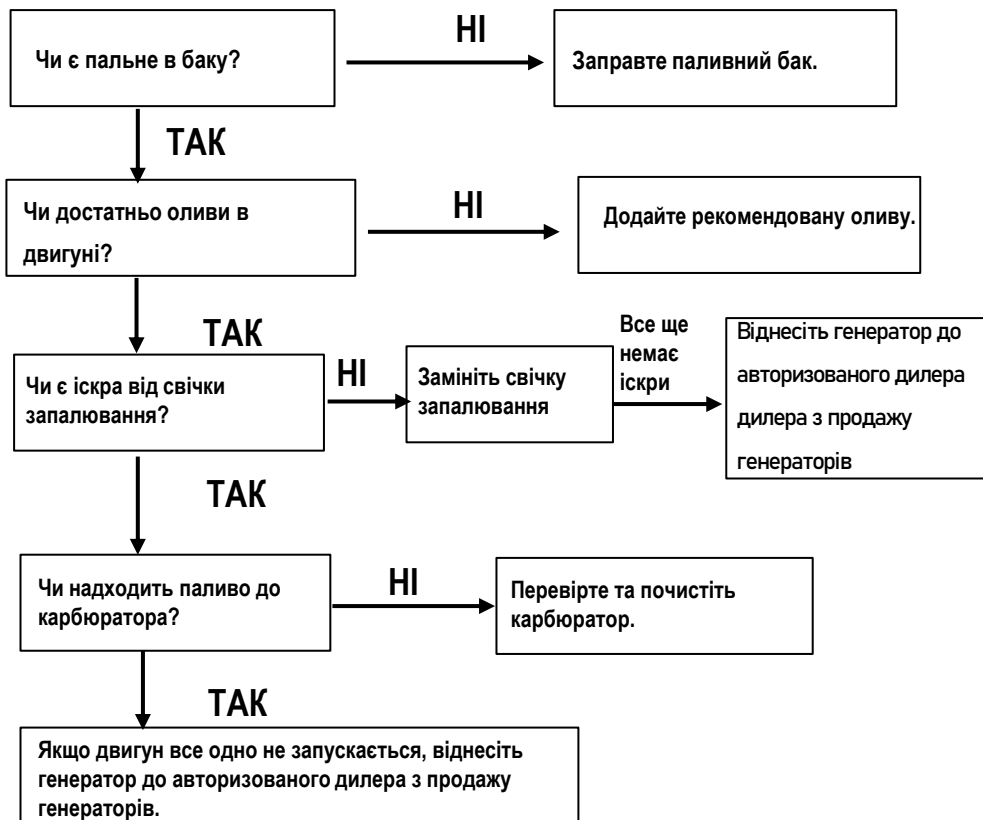 Чи є пальне в баку?
НІ
Заправте паливний бак.
ТАК
Чи достатньо оливи в
двигуні?
НІ
Додайте рекомендовану оливу.
ТАК
Чи є іскра від свічки
запалювання?
НІ
Замініть свічку
запалювання
Все ще
немає
іскри
Віднесіть генератор до
авторизованого дилера
дилера з продажу
генераторів
ТАК
Чи надходить паливо до
карбюратора?
НІ
Перевірте та почистіть
карбюратор.
ТАК
Якщо двигун все одно не запускається, віднесіть
генератор до авторизованого дилера з продажу
генераторів.